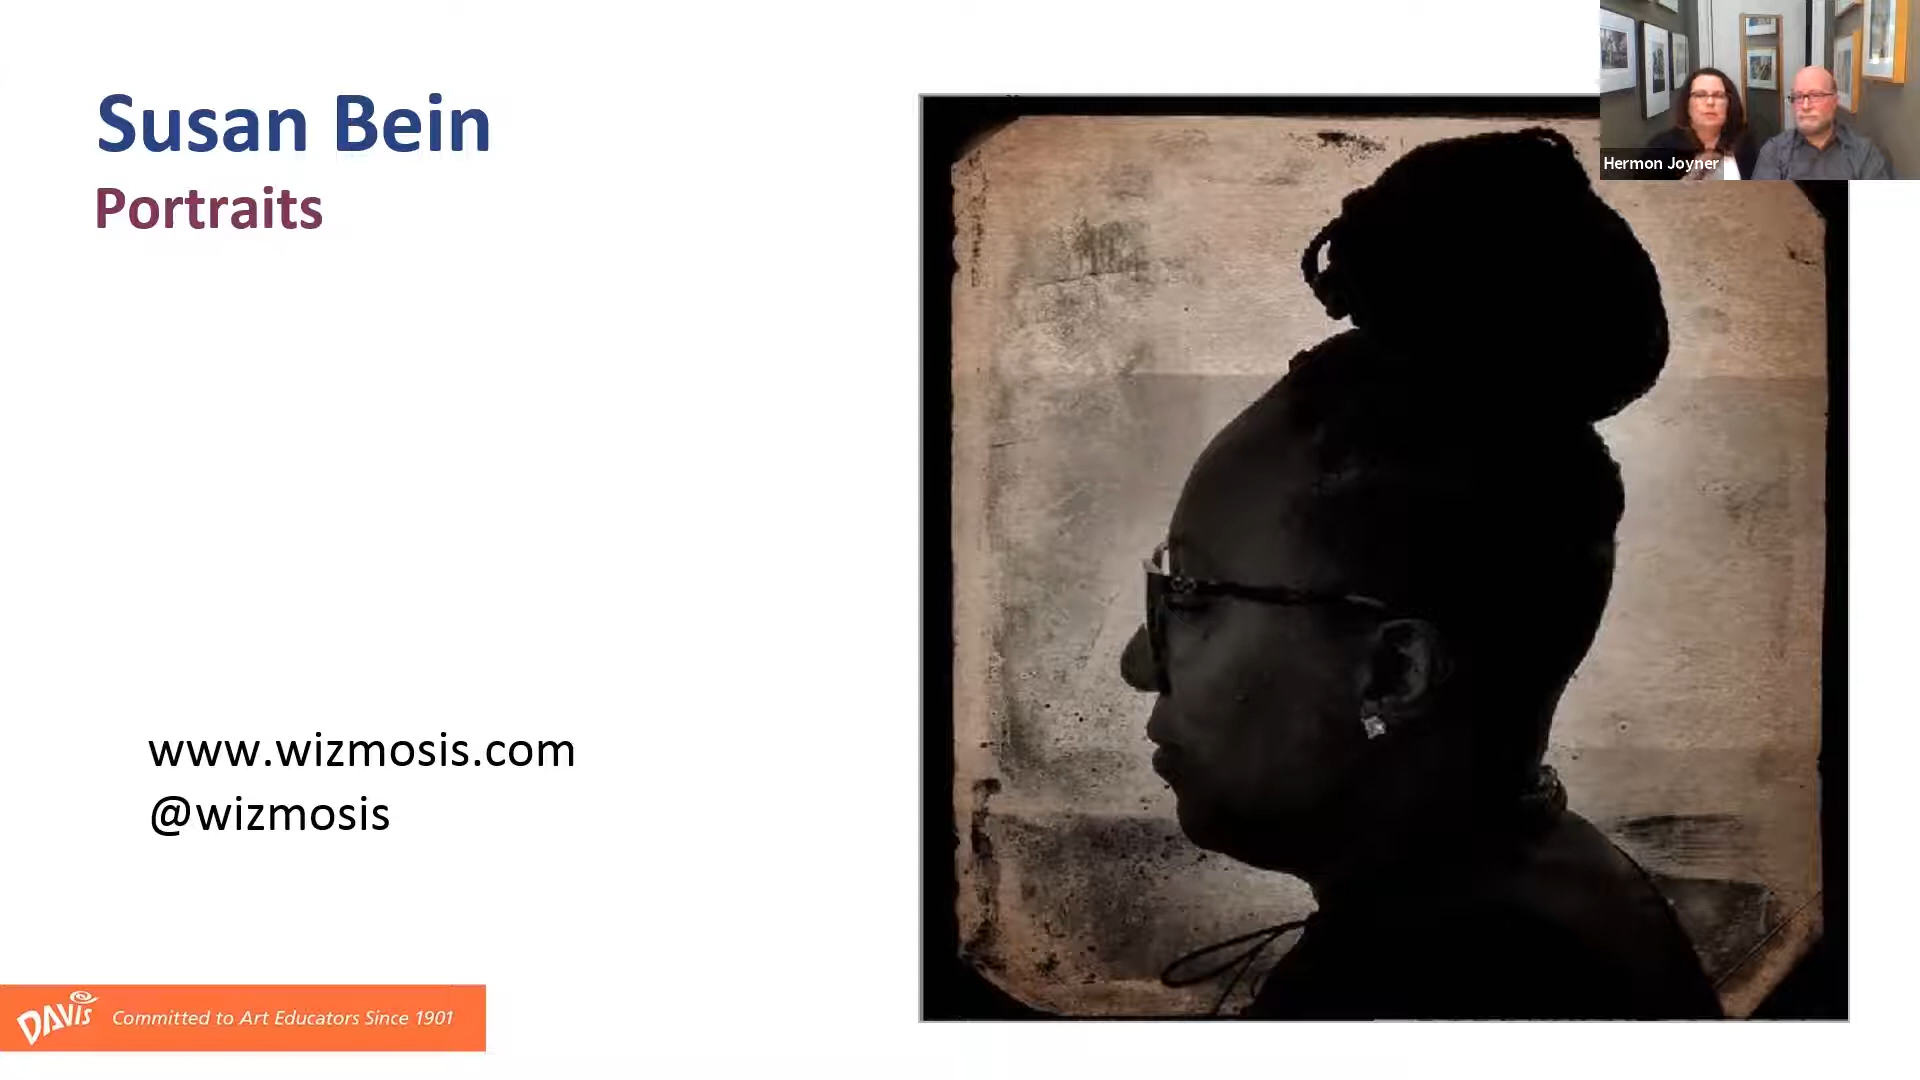 Susan Bein
Portraits
Hermon Joyner
www.wizmosis.com
@wizmosis
DAVIS Committed to Art Educators Since 1901